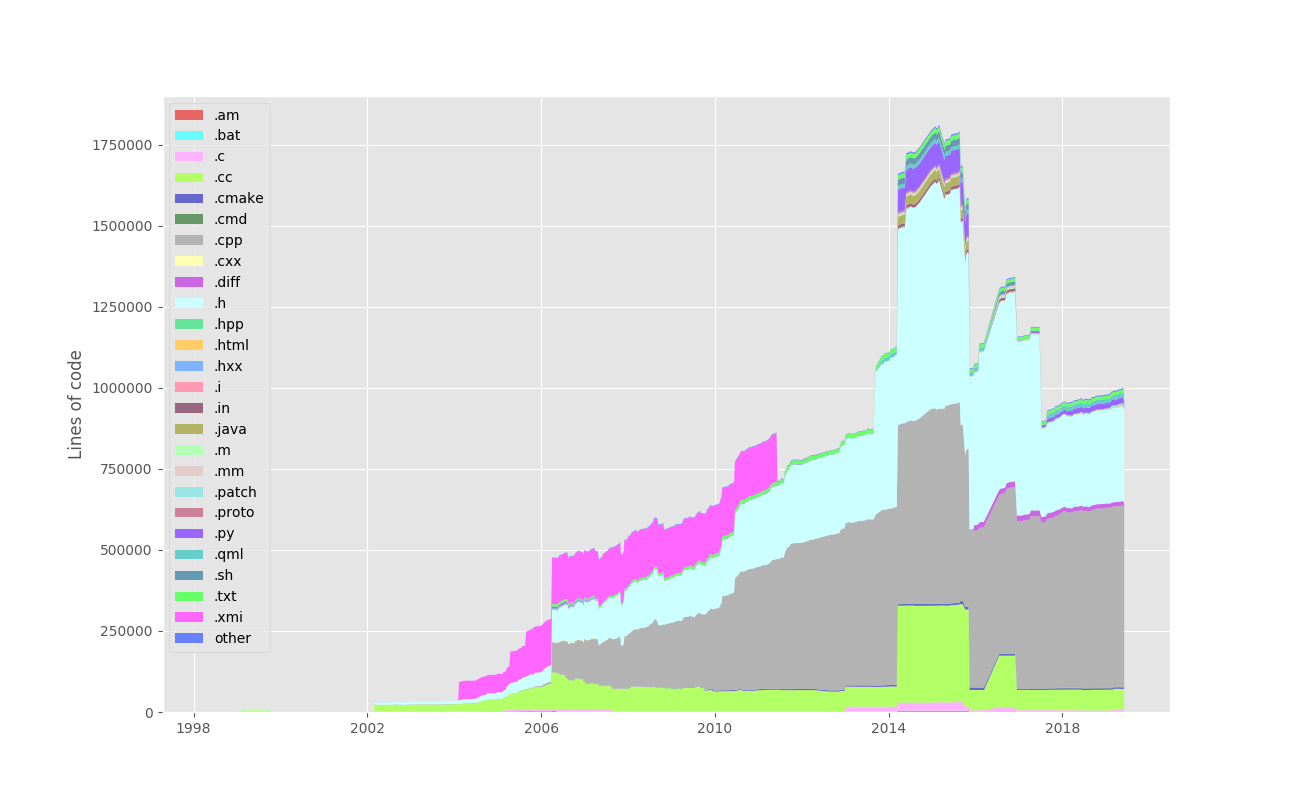 .am
.bat
.c
.cc
.cmake
.cmd
.cpp
.cxx
.diff
.h
.hpp
.html
.hxx
.i
.in
.java
.m
.mm
.patch
.proto
.py
.qml
.sh
.txt
.xmi
other
Lines of code
1750000
1500000
1250000
1000000
750000
500000
250000
0
1998
2002
2006
2010
2014
2018